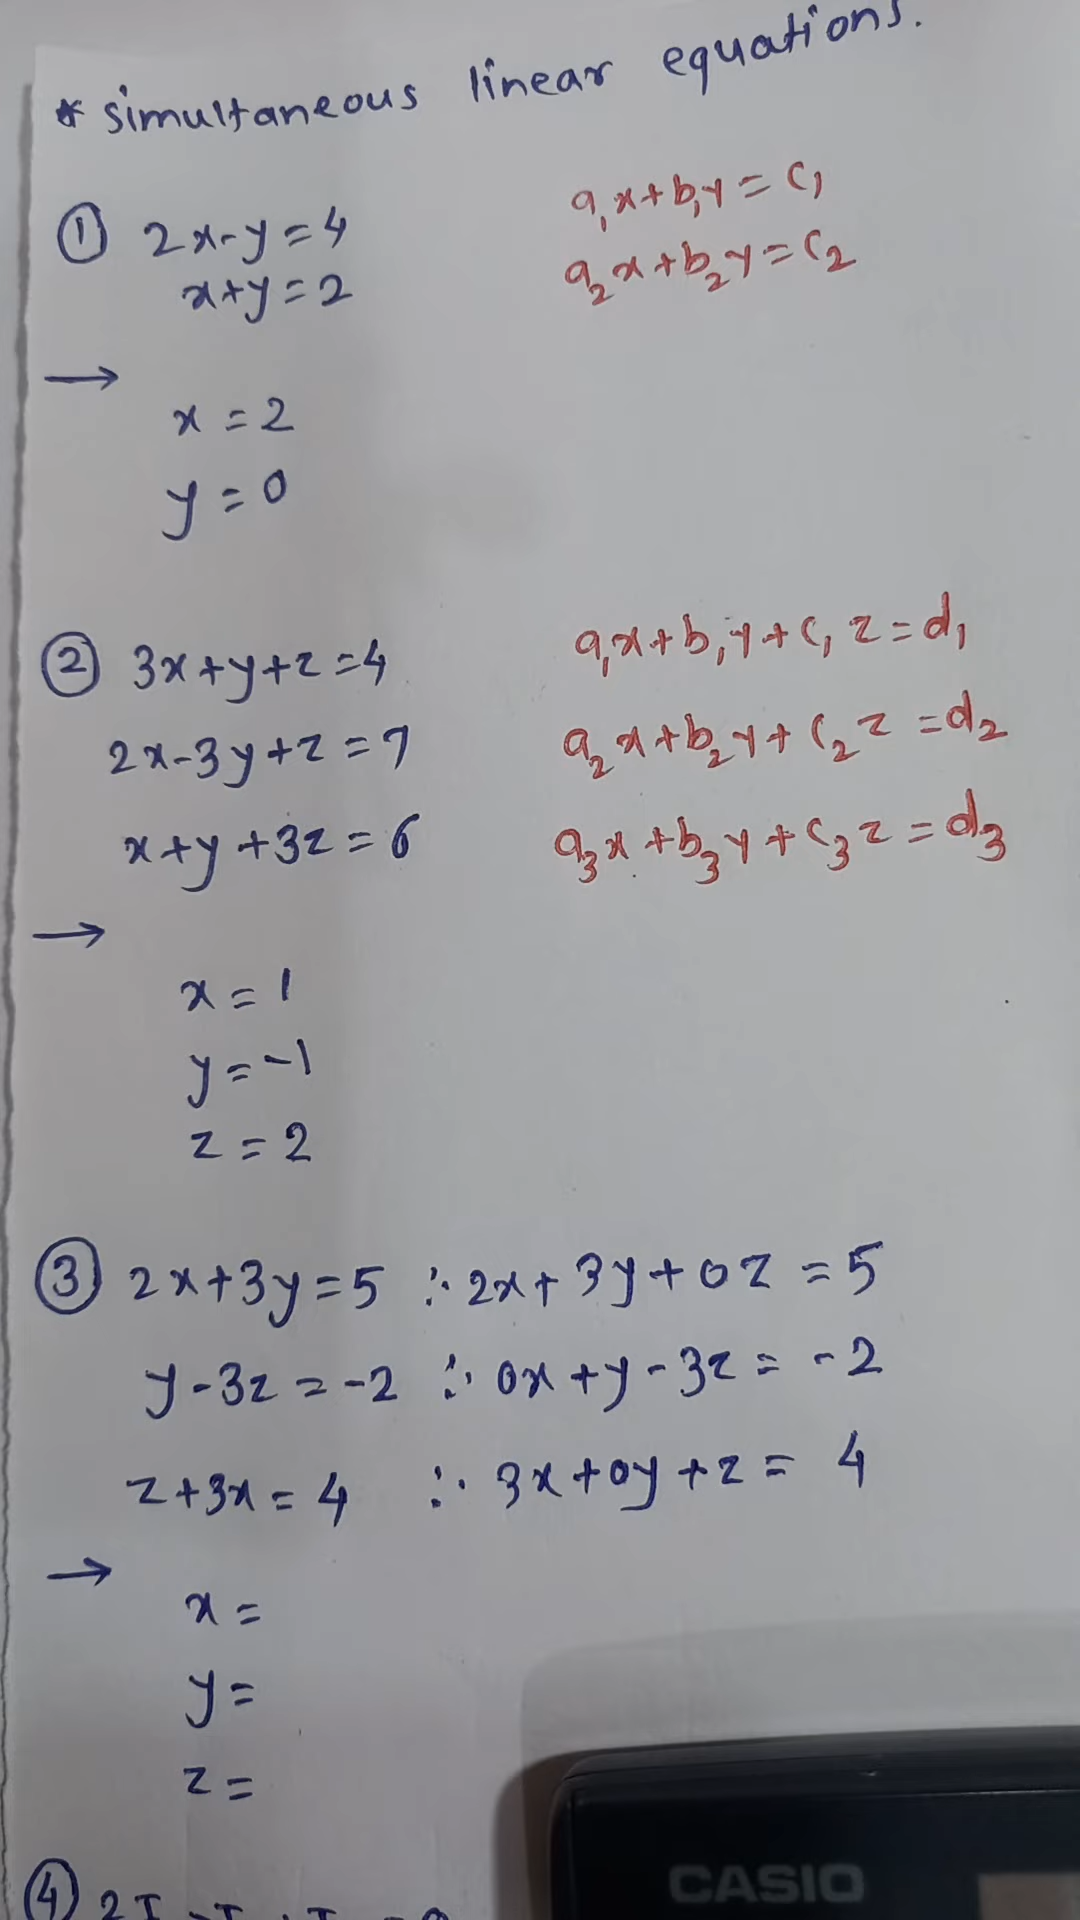 * simultaneous linear equations.
① 2x-y=4
x+y=2
a₁x+b₁y=c₁
a₂x+b₂y=c₂
→
x=2
y=0
② 3x+y+z=4
2x-3y+z=7
x+y+3z=6
a₁x+b₁y+c₁z=d₁
a₂x+b₂y+c₂z=d₂
a₃x+b₃y+c₃z=d₃
→
x=1
y=-1
z=2
③ 2x+3y=5 ∴ 2x+3y+0z=5
y-3z=-2 ∴ 0x+y-3z=-2
z+3x=4 ∴ 3x+0y+z=4
→
x=
y=
z=
④
CASIO